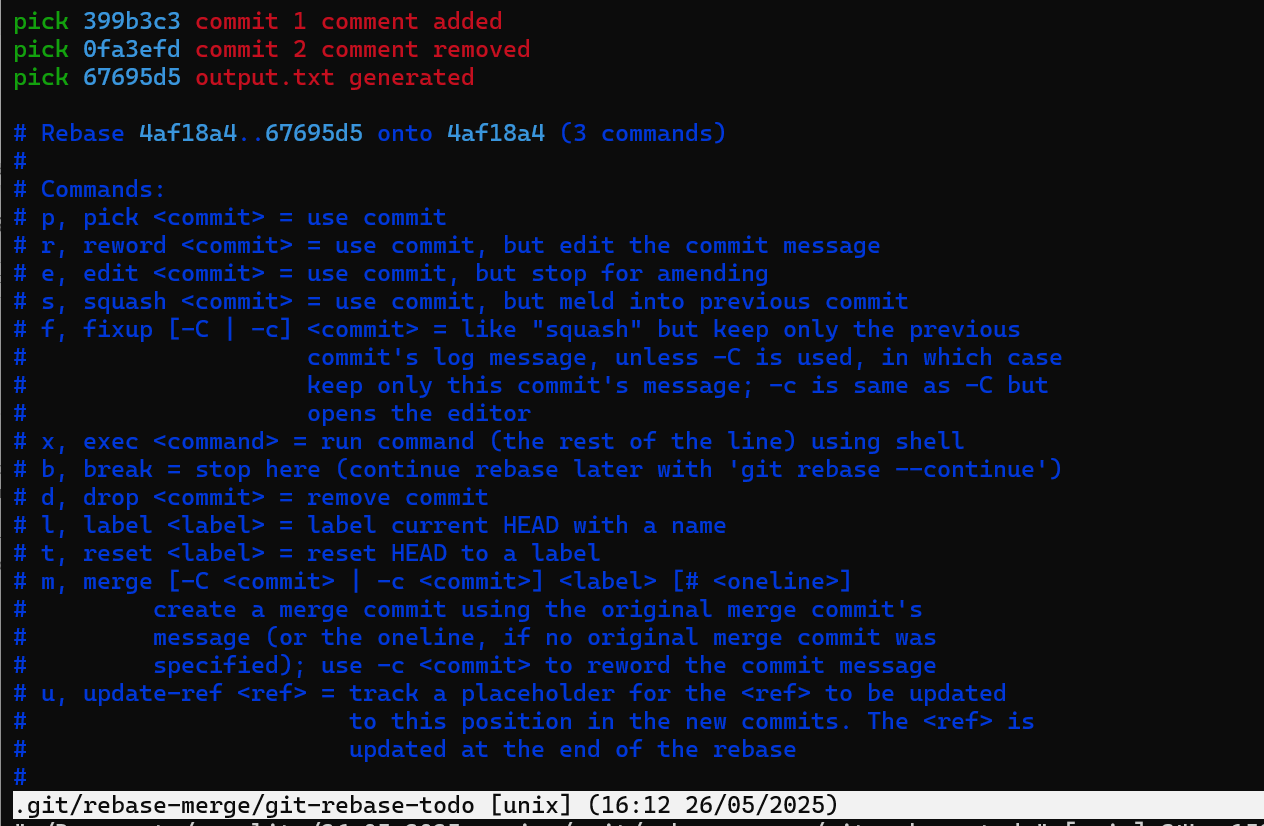 pick 399b3c3 commit 1 comment added
pick 0fa3efd commit 2 comment removed
pick 67695d5 output.txt generated
# Rebase 4af18a4..67695d5 onto 4af18a4 (3 commands)
#
# Commands:
# p, pick <commit> = use commit
# r, reword <commit> = use commit, but edit the commit message
# e, edit <commit> = use commit, but stop for amending
# s, squash <commit> = use commit, but meld into previous commit
# f, fixup [-C | -c] <commit> = like "squash" but keep only the previous
#                    commit's log message, unless -C is used, in which case
#                    keep only this commit's message; -c is same as -C but
#                    opens the editor
# x, exec <command> = run command (the rest of the line) using shell
# b, break = stop here (continue rebase later with 'git rebase --continue')
# d, drop <commit> = remove commit
# l, label <label> = label current HEAD with a name
# t, reset <label> = reset HEAD to a label
# m, merge [-C <commit> | -c <commit>] <label> [# <oneline>]
#         create a merge commit using the original merge commit's
#         message (or the oneline, if no original merge commit was
#         specified); use -c <commit> to reword the commit message
# u, update-ref <ref> = track a placeholder for the <ref> to be updated
#                       to this position in the new commits. The <ref> is
#                       updated at the end of the rebase
#
.git/rebase-merge/git-rebase-todo [unix] (16:12 26/05/2025)